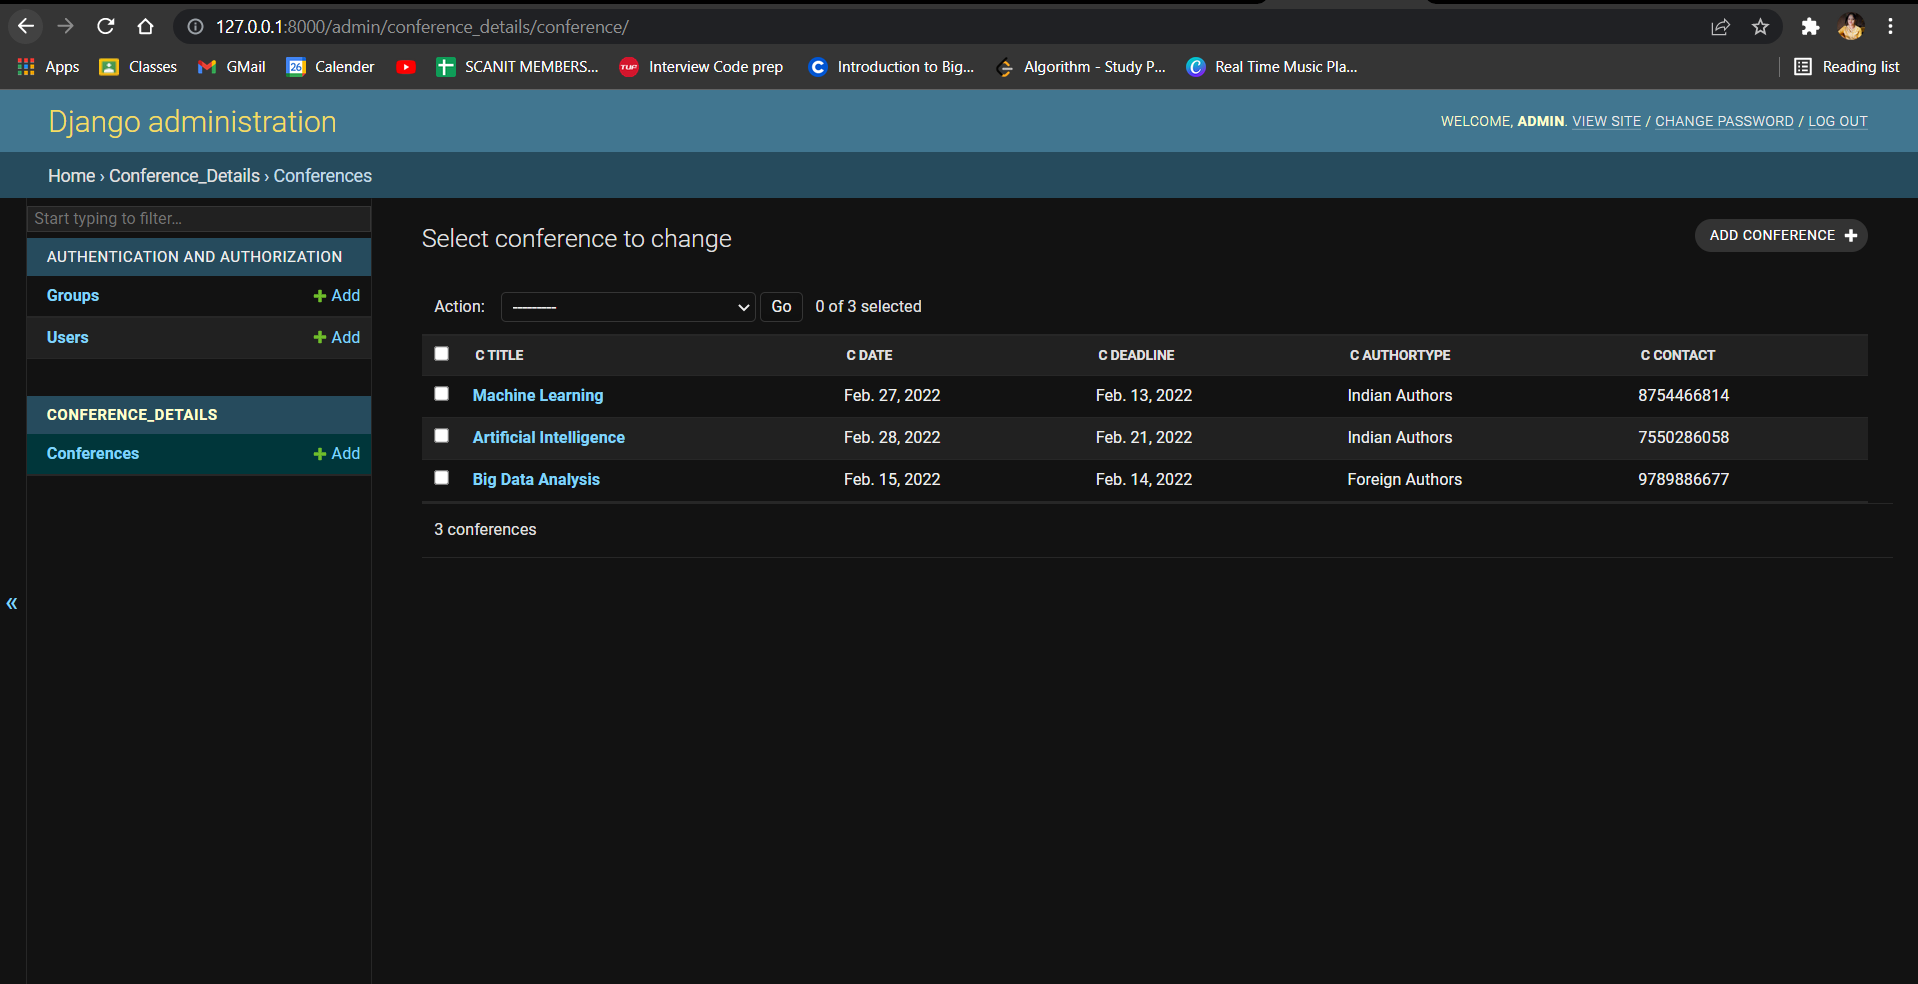 127.0.0.1:8000/admin/conference_details/conference/
Apps Classes GMail 26 Calender SCANIT MEMBERS... TUF Interview Code prep C Introduction to Big... Algorithm - Study P... C Real Time Music Pla... Reading list
Django administration
WELCOME, ADMIN. VIEW SITE / CHANGE PASSWORD / LOG OUT
Home › Conference_Details › Conferences
Start typing to filter...
AUTHENTICATION AND AUTHORIZATION
Groups + Add
Users + Add
CONFERENCE_DETAILS
Conferences + Add
«
Select conference to change
ADD CONFERENCE +
Action: --------- Go 0 of 3 selected
C TITLE C DATE C DEADLINE C AUTHORTYPE C CONTACT
Machine Learning Feb. 27, 2022 Feb. 13, 2022 Indian Authors 8754466814
Artificial Intelligence Feb. 28, 2022 Feb. 21, 2022 Indian Authors 7550286058
Big Data Analysis Feb. 15, 2022 Feb. 14, 2022 Foreign Authors 9789886677
3 conferences